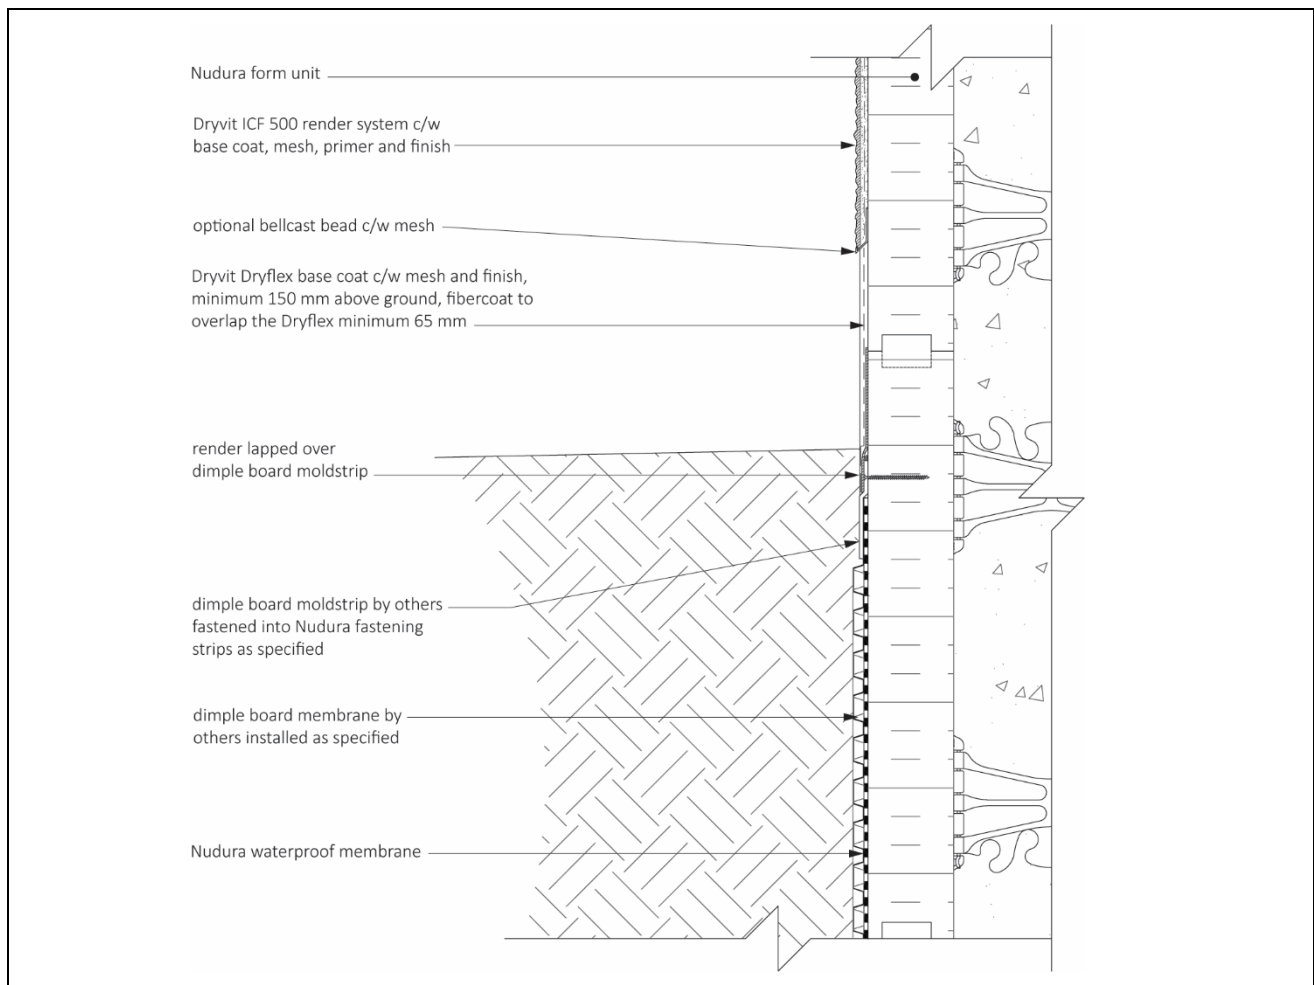 Nudura form unit
Dryvit ICF 500 render system c/w
base coat, mesh, primer and finish
optional bellcast bead c/w mesh
Dryvit Dryflex base coat c/w mesh and finish,
minimum 150 mm above ground, fibercoat to
overlap the Dryflex minimum 65 mm
render lapped over
dimple board moldstrip
dimple board moldstrip by others
fastened into Nudura fastening
strips as specified
dimple board membrane by
others installed as specified
Nudura waterproof membrane